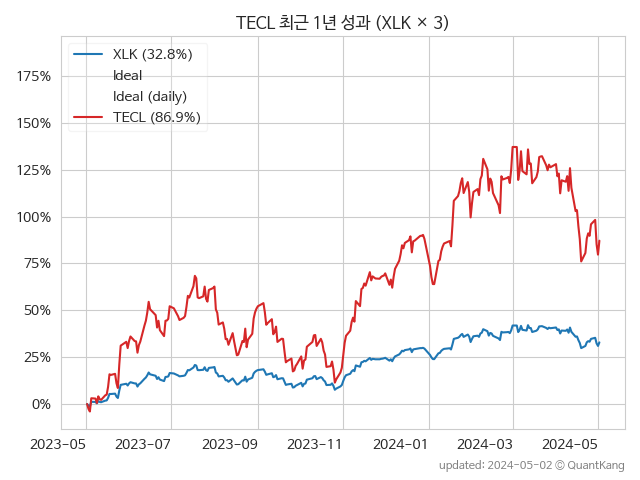 TECL 최근 1년 성과 (XLK × 3)
XLK (32.8%)
Ideal
Ideal (daily)
TECL (86.9%)
175%
150%
125%
100%
75%
50%
25%
0%
2023-05 2023-07 2023-09 2023-11 2024-01 2024-03 2024-05
updated: 2024-05-02 © QuantKang